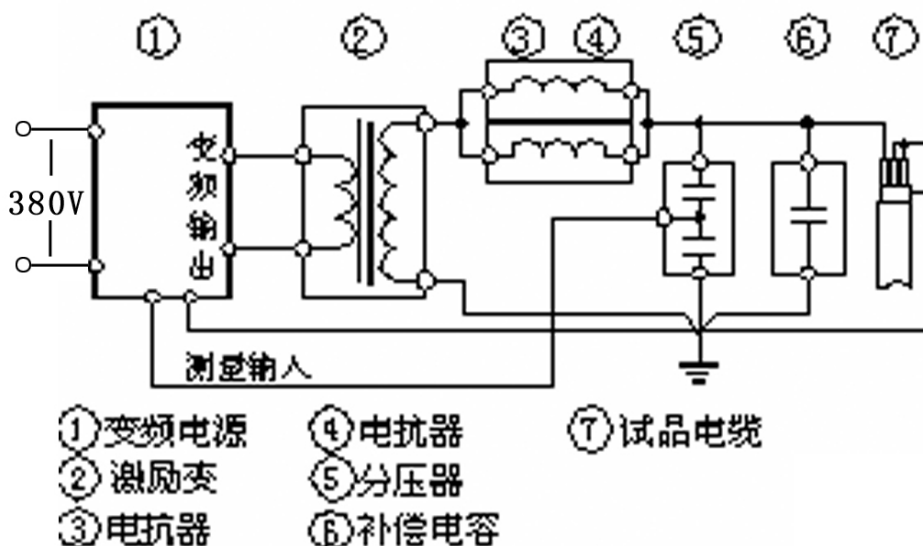 ① ② ③ ④ ⑤ ⑥ ⑦
380V
变频输出
测量输入
①变频电源 ④电抗器 ⑦试品电缆
②激励变 ⑤分压器
③电抗器 ⑥补偿电容